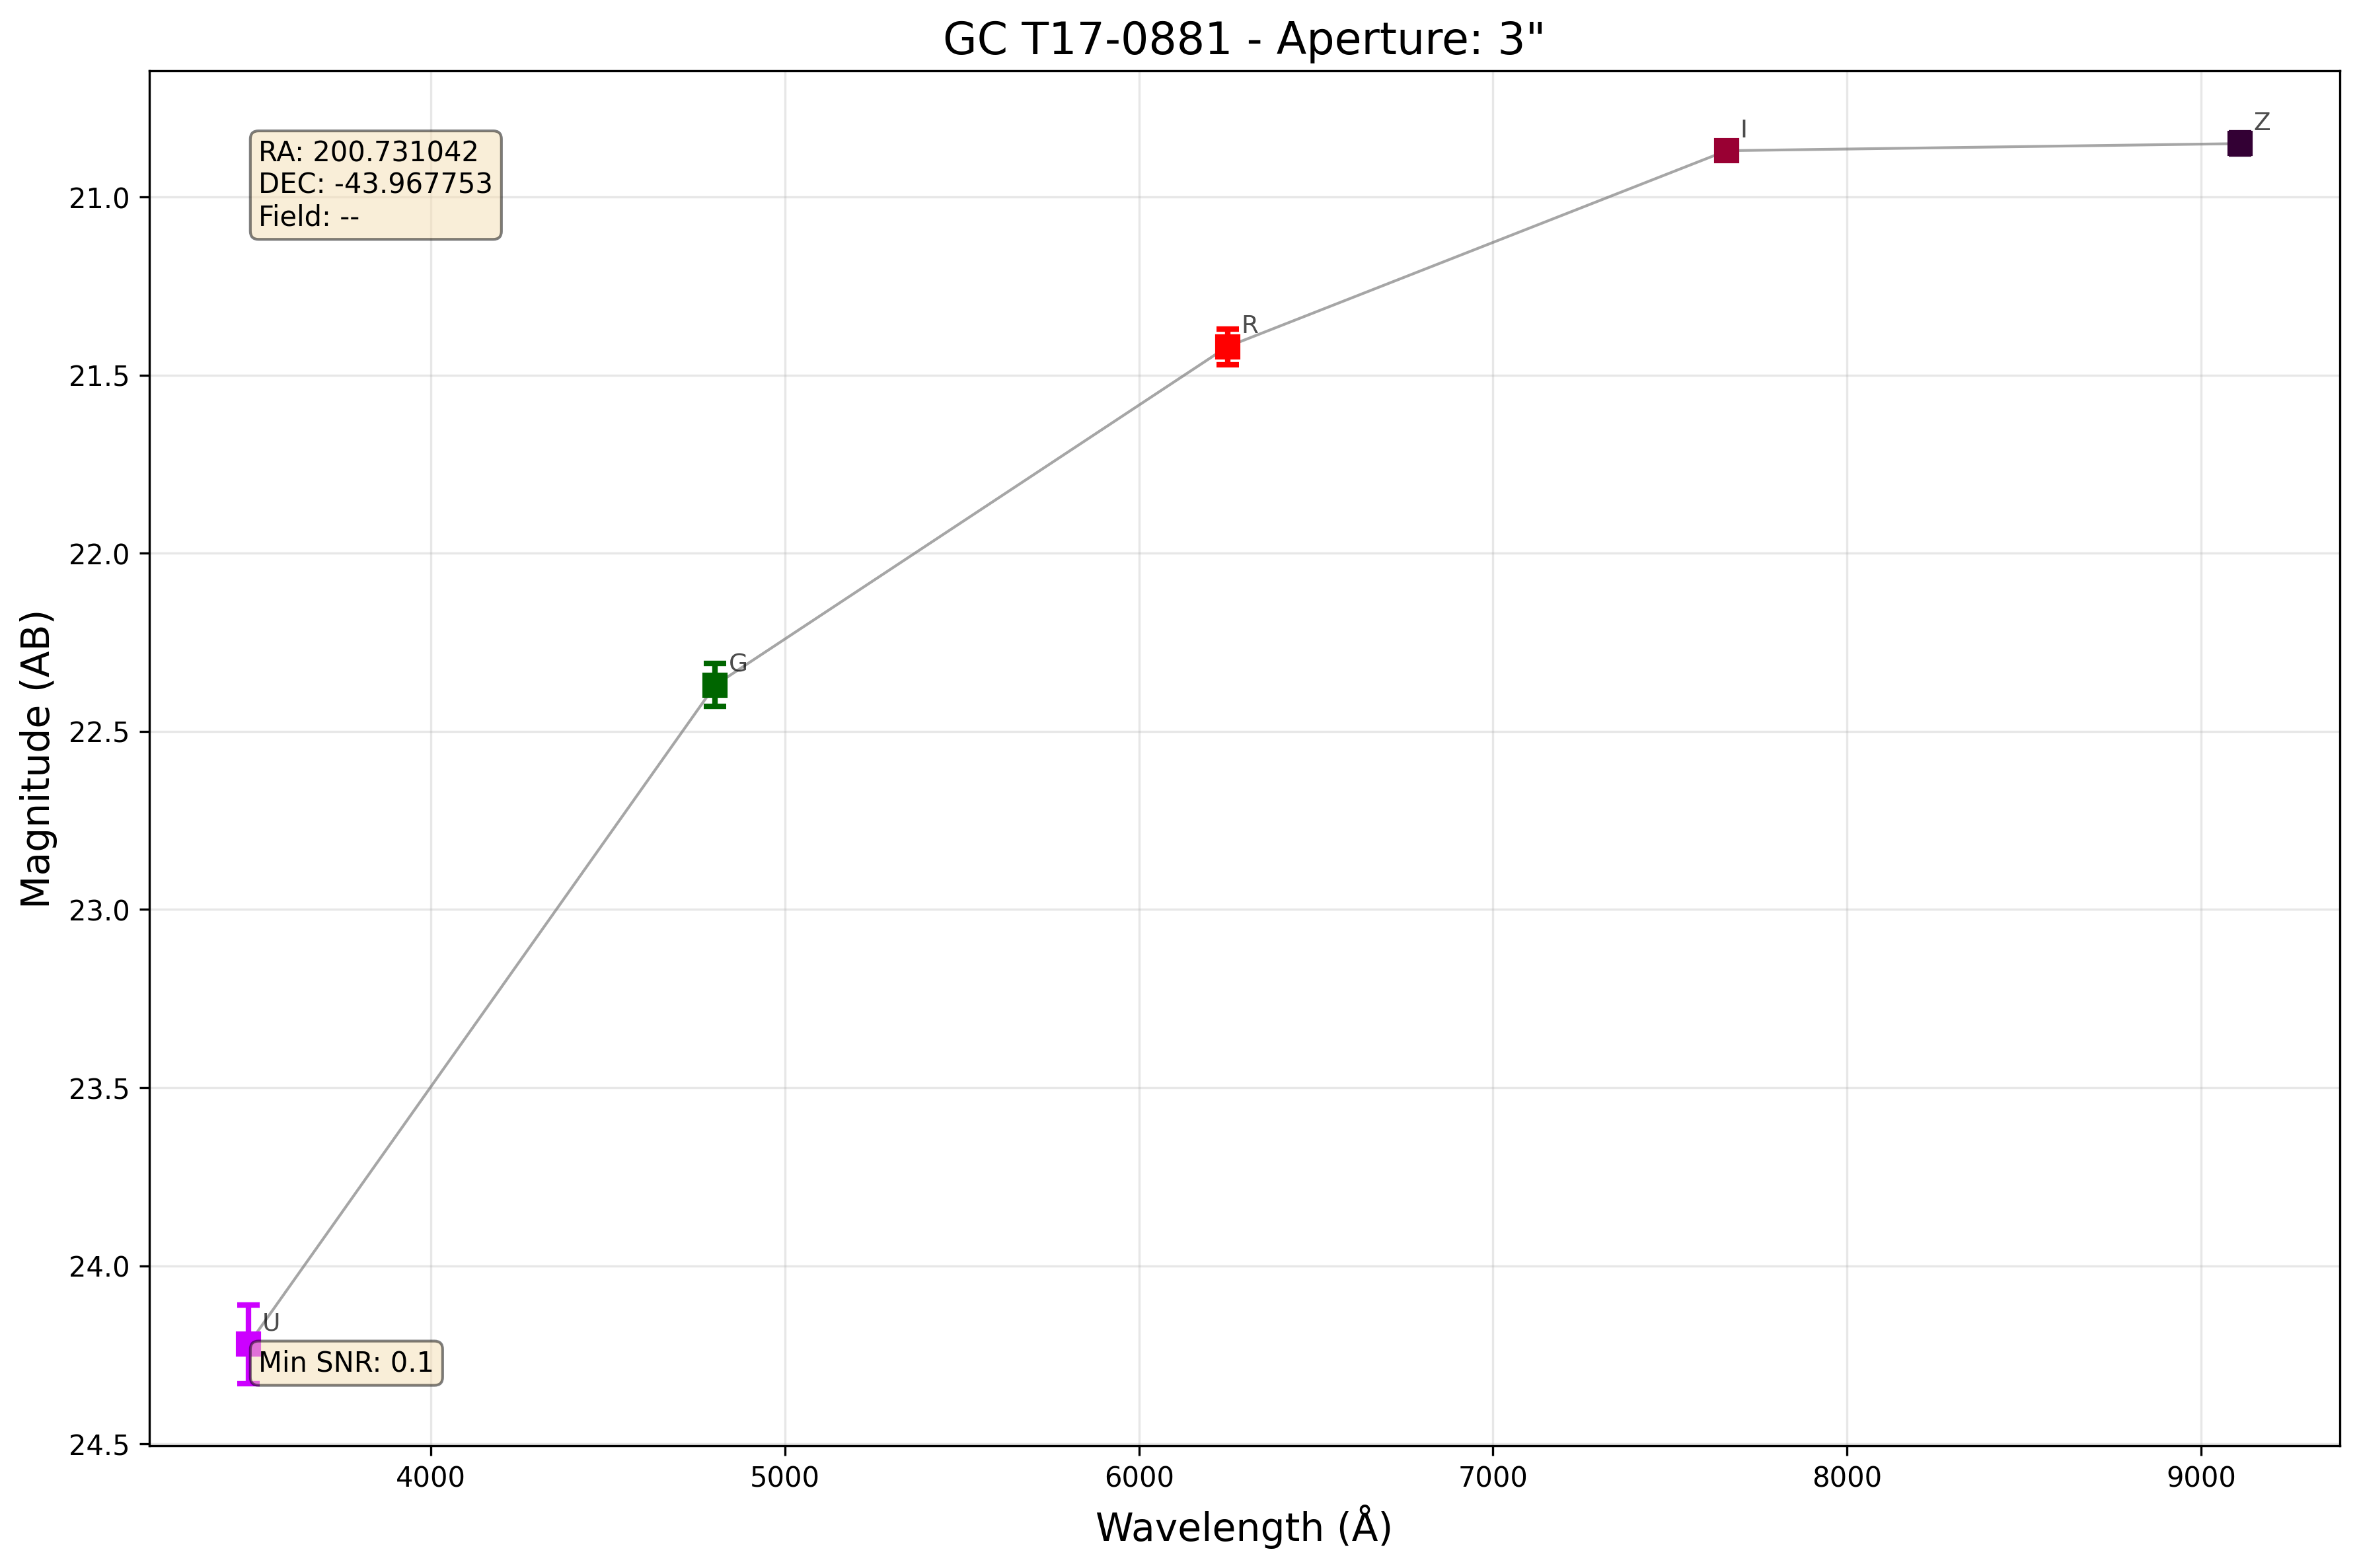 GC T17-0881 - Aperture: 3"
RA: 200.731042
DEC: -43.967753
Field: --
I
Z
R
G
U
Min SNR: 0.1
Magnitude (AB)
21.0
21.5
22.0
22.5
23.0
23.5
24.0
24.5
4000
5000
6000
7000
8000
9000
Wavelength (Å)